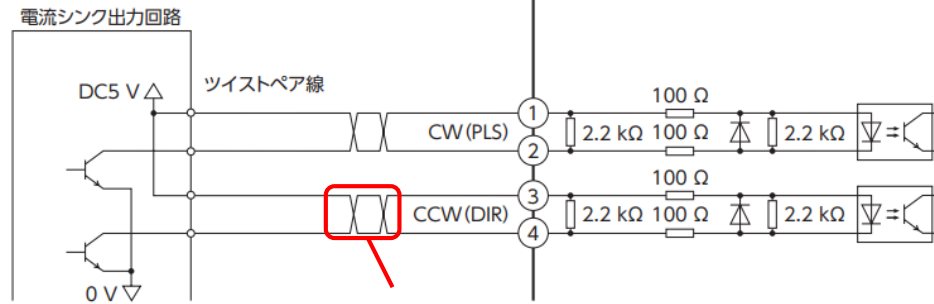 電流シンク出力回路
DC5 V
ツイストペア線
0 V
CW(PLS)
1
2
2.2 kΩ
100 Ω
100 Ω
2.2 kΩ
CCW(DIR)
3
4
2.2 kΩ
100 Ω
100 Ω
2.2 kΩ